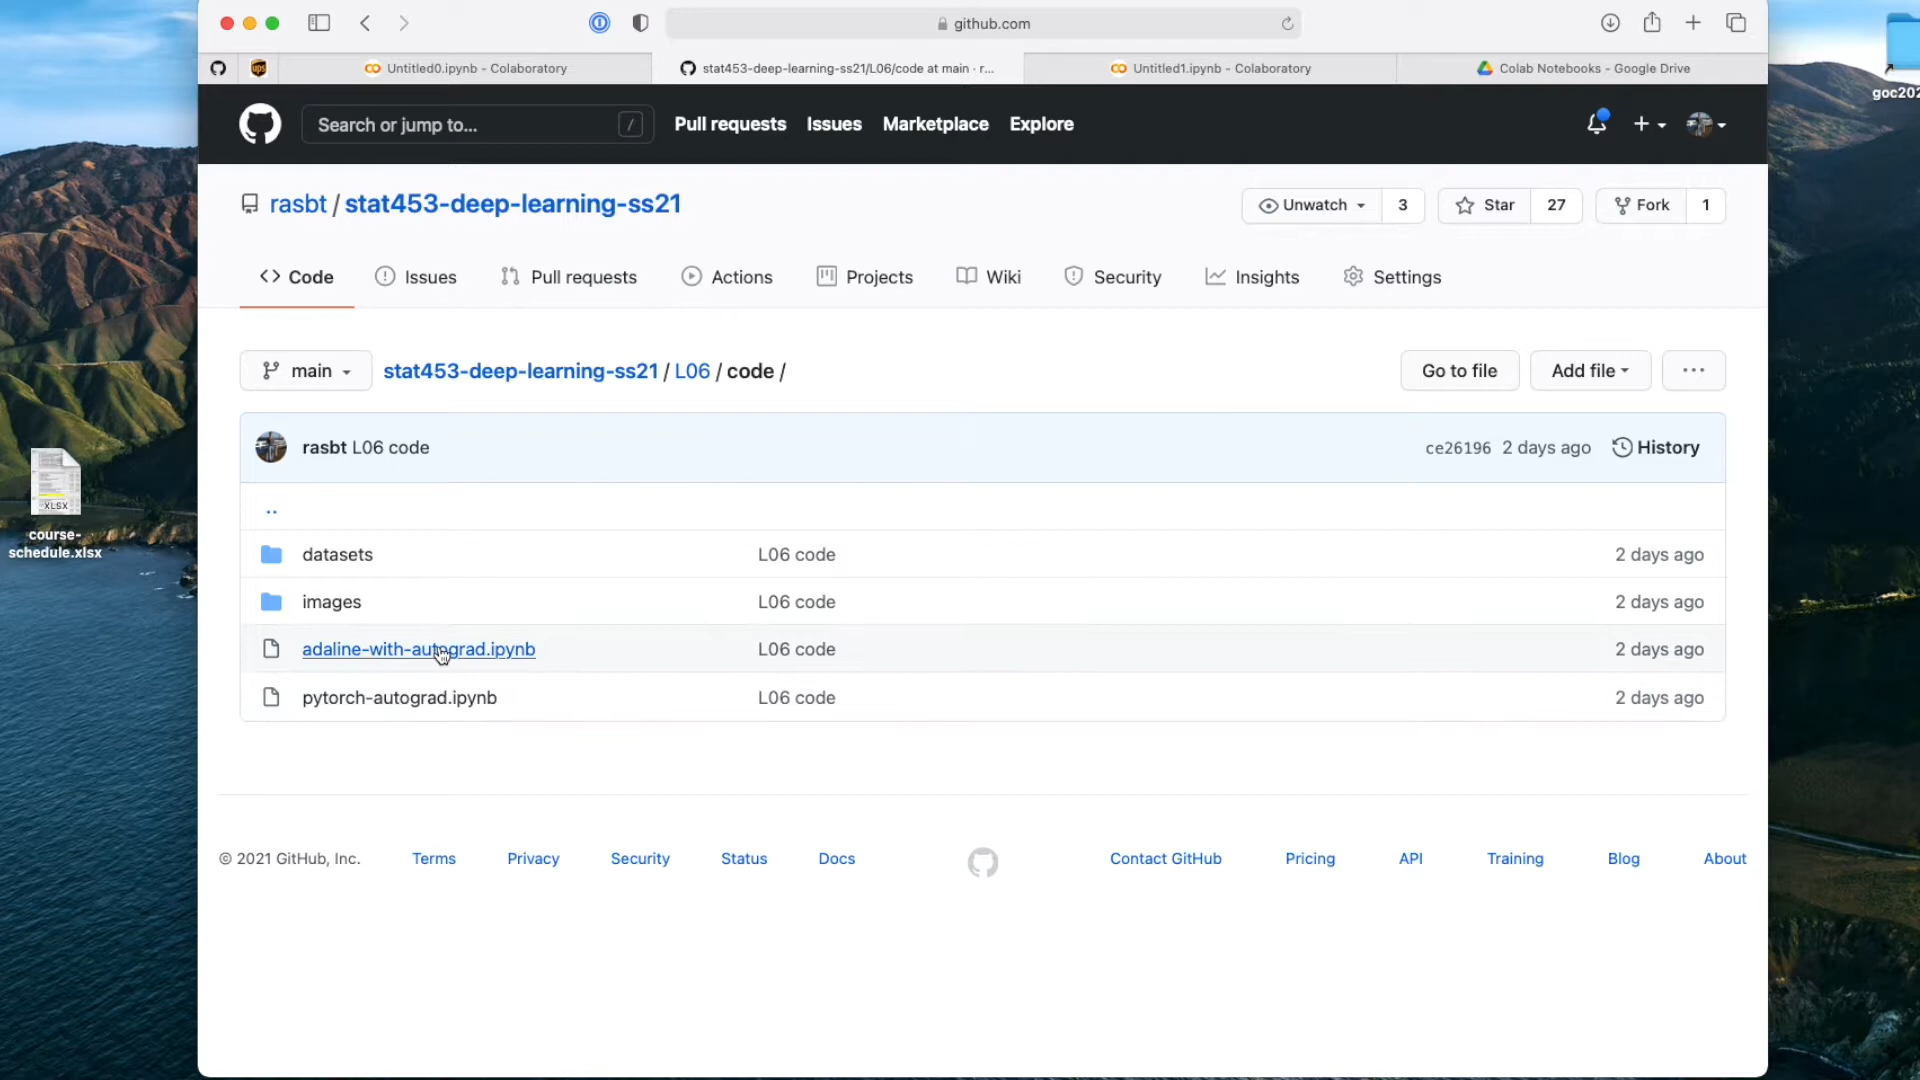 github.com
ups
Untitled0.ipynb - Colaboratory
stat453-deep-learning-ss21/L06/code at main · r...
Untitled1.ipynb - Colaboratory
Colab Notebooks - Google Drive
goc202
Search or jump to... /
Pull requests Issues Marketplace Explore
rasbt / stat453-deep-learning-ss21
Unwatch 3
Star 27
Fork 1
<> Code Issues Pull requests Actions Projects Wiki Security Insights Settings
main stat453-deep-learning-ss21 / L06 / code /
Go to file Add file ...
rasbt L06 code ce26196 2 days ago History
..
datasets L06 code 2 days ago
images L06 code 2 days ago
adaline-with-autograd.ipynb L06 code 2 days ago
pytorch-autograd.ipynb L06 code 2 days ago
XLSX
course-
schedule.xlsx
© 2021 GitHub, Inc. Terms Privacy Security Status Docs Contact GitHub Pricing API Training Blog About